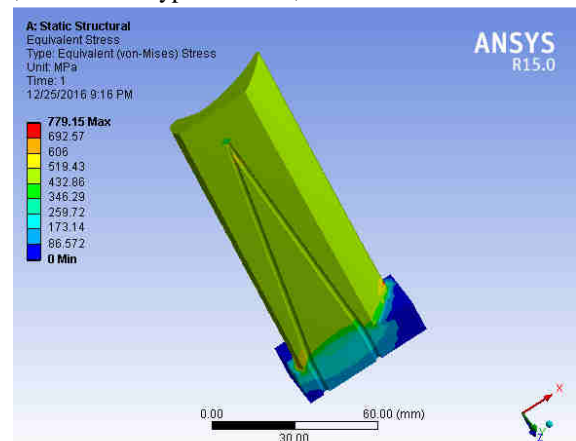 A: Static Structural
Equivalent Stress
Type: Equivalent (von-Mises) Stress
Unit: MPa
Time: 1
12/25/2016 9:16 PM
779.15 Max
692.57
606
519.43
432.86
346.29
259.72
173.14
86.572
0 Min
ANSYS
R15.0
0.00 60.00 (mm)
30.00
X
Y
Z